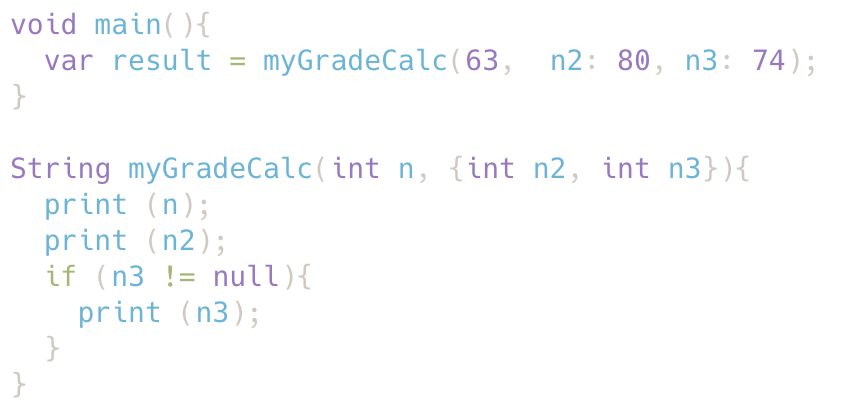 void main(){
  var result = myGradeCalc(63,  n2: 80, n3: 74);
}

String myGradeCalc(int n, {int n2, int n3}){
  print (n);
  print (n2);
  if (n3 != null){
    print (n3);
  }
}